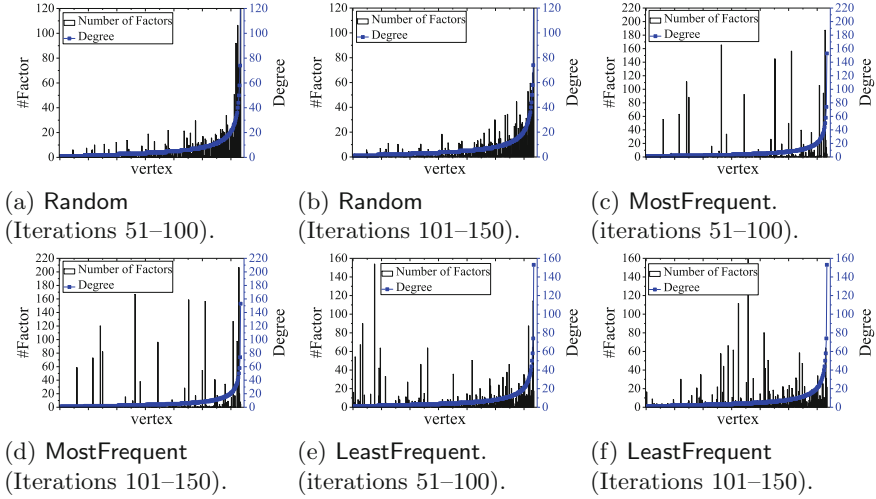 120 120
100 100
80 80
60 60
40 40
20 20
0 0
#Factor
Degree
Number of Factors
Degree
vertex
120 120
100 100
80 80
60 60
40 40
20 20
0 0
#Factor
Degree
Number of Factors
Degree
vertex
220 220
200 200
180 180
160 160
140 140
120 120
100 100
80 80
60 60
40 40
20 20
0 0
#Factor
Degree
Number of Factors
Degree
vertex
(a) Random
(Iterations 51–100).
(b) Random
(Iterations 101–150).
(c) MostFrequent.
(iterations 51–100).
220 220
200 200
180 180
160 160
140 140
120 120
100 100
80 80
60 60
40 40
20 20
0 0
#Factor
Degree
Number of Factors
Degree
vertex
160 160
140 140
120 120
100 100
80 80
60 60
40 40
20 20
0 0
#Factor
Degree
Number of Factors
Degree
vertex
160 160
140 140
120 120
100 100
80 80
60 60
40 40
20 20
0 0
#Factor
Degree
Number of Factors
Degree
vertex
(d) MostFrequent
(Iterations 101–150).
(e) LeastFrequent.
(iterations 51–100).
(f) LeastFrequent
(Iterations 101–150).